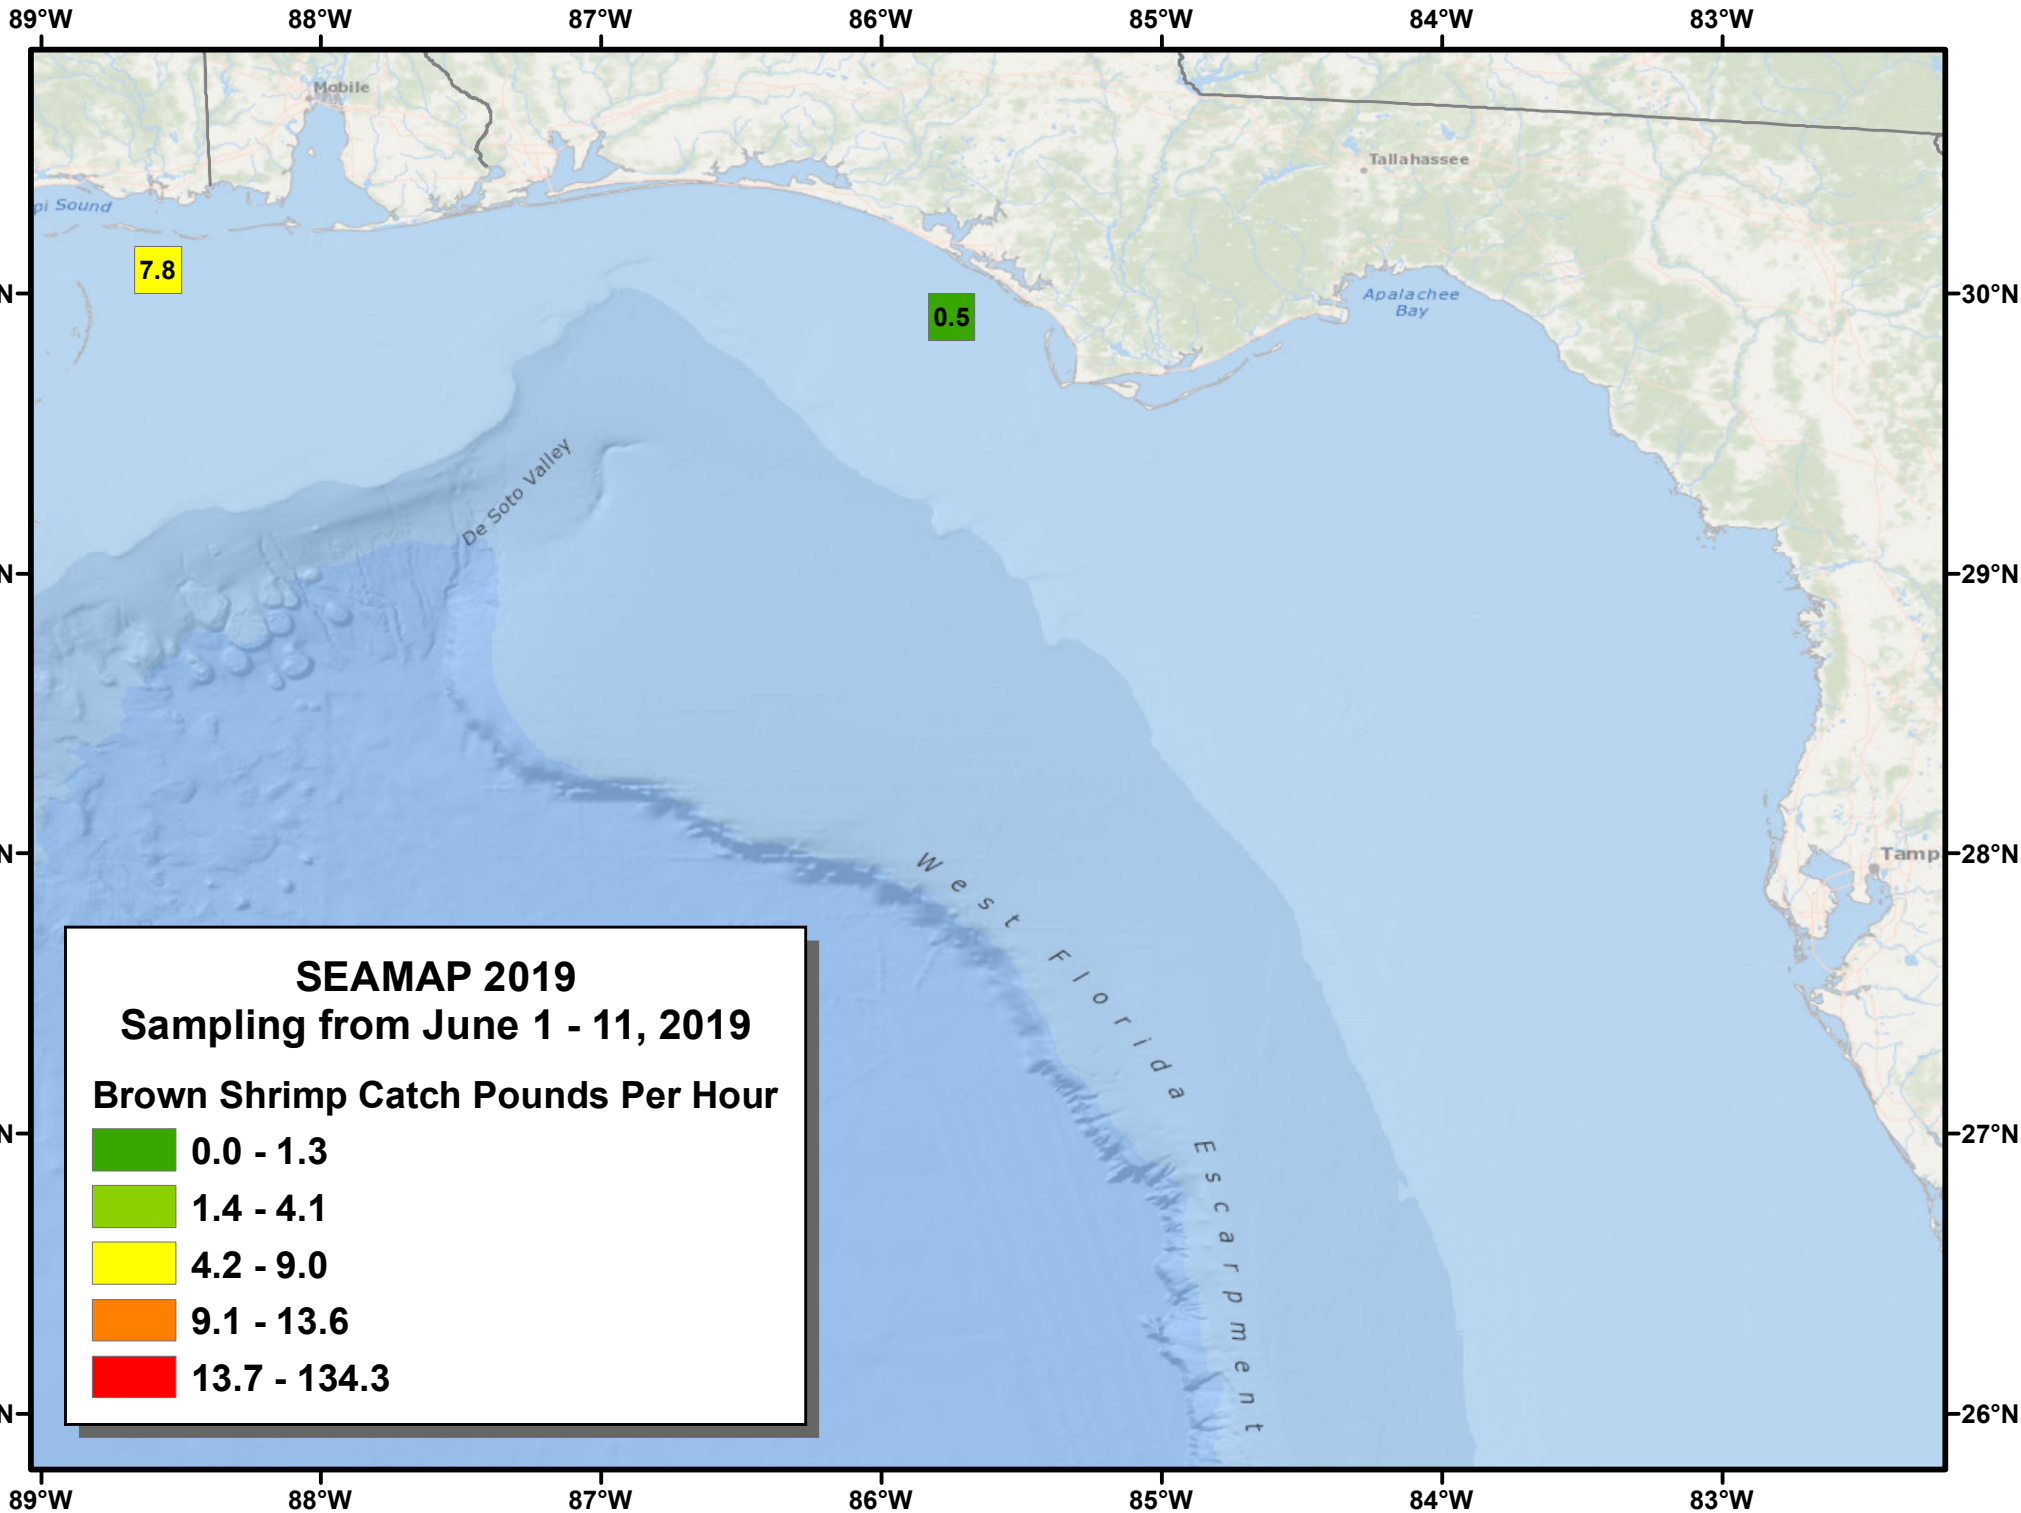 89°W 88°W 87°W 86°W 85°W 84°W 83°W
Mobile
Tallahassee
pi Sound
7.8
N
30°N
Apalachee
Bay
0.5
De Soto Valley
N
29°N
N
28°N
Tamp
West Florida Escarpment
SEAMAP 2019
Sampling from June 1 - 11, 2019
Brown Shrimp Catch Pounds Per Hour
0.0 - 1.3
1.4 - 4.1
4.2 - 9.0
9.1 - 13.6
13.7 - 134.3
N
27°N
N
26°N
89°W 88°W 87°W 86°W 85°W 84°W 83°W